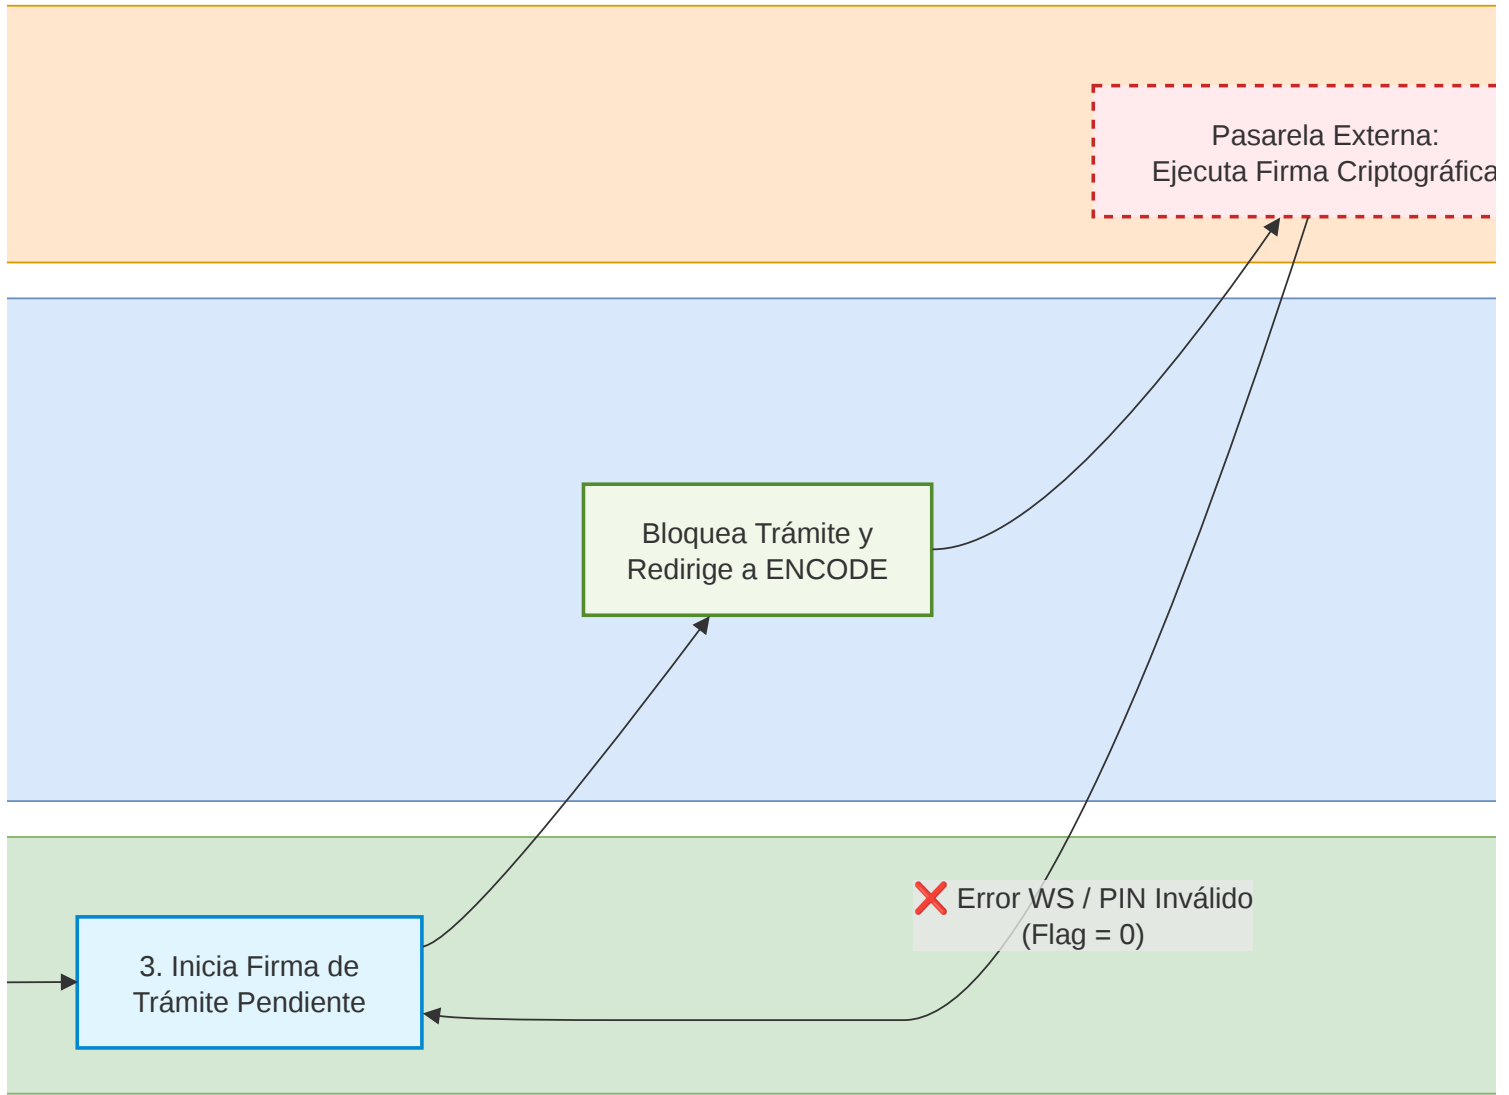 Pasarela Externa:
Ejecuta Firma Criptográfica
Bloquea Trámite y
Redirige a ENCODE
❌ Error WS / PIN Inválido
(Flag = 0)
3. Inicia Firma de
Trámite Pendiente